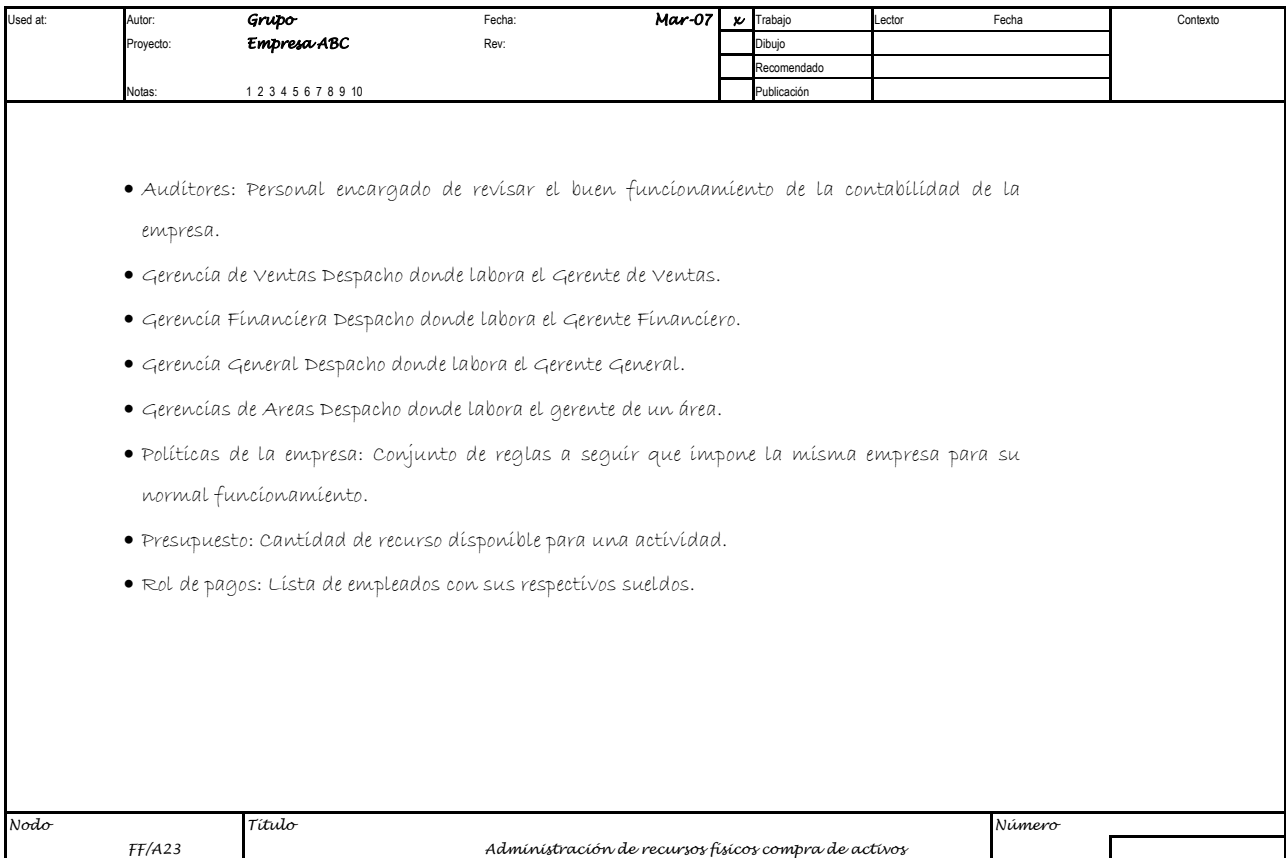 Used at: Autor: Grupo Fecha: Mar-07 x Trabajo Lector Fecha Contexto
Proyecto: Empresa ABC Rev: Dibujo
Recomendado
Notas: 1 2 3 4 5 6 7 8 9 10 Publicación
• Auditores: Personal encargado de revisar el buen funcionamiento de la contabilidad de la
empresa.
• Gerencia de Ventas Despacho donde labora el Gerente de Ventas.
• Gerencia Financiera Despacho donde labora el Gerente Financiero.
• Gerencia General Despacho donde labora el Gerente General.
• Gerencias de Areas Despacho donde labora el gerente de un área.
• Políticas de la empresa: Conjunto de reglas a seguir que impone la misma empresa para su
normal funcionamiento.
• Presupuesto: Cantidad de recurso disponible para una actividad.
• Rol de pagos: Lista de empleados con sus respectivos sueldos.
Nodo Título Número
FF/A23 Administración de recursos físicos compra de activos